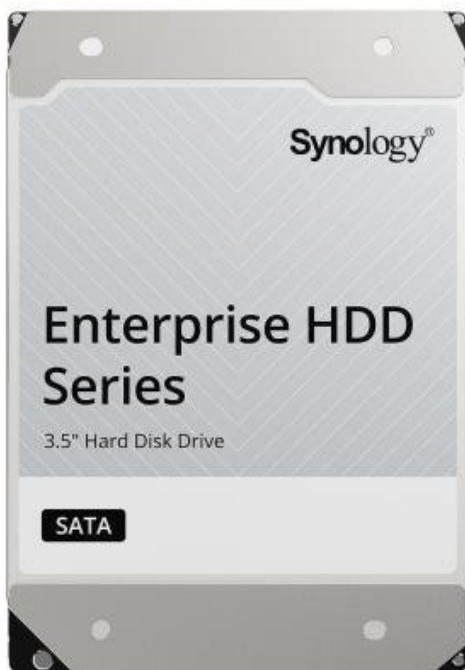 Synology®
Enterprise HDD
Series
3.5" Hard Disk Drive
SATA